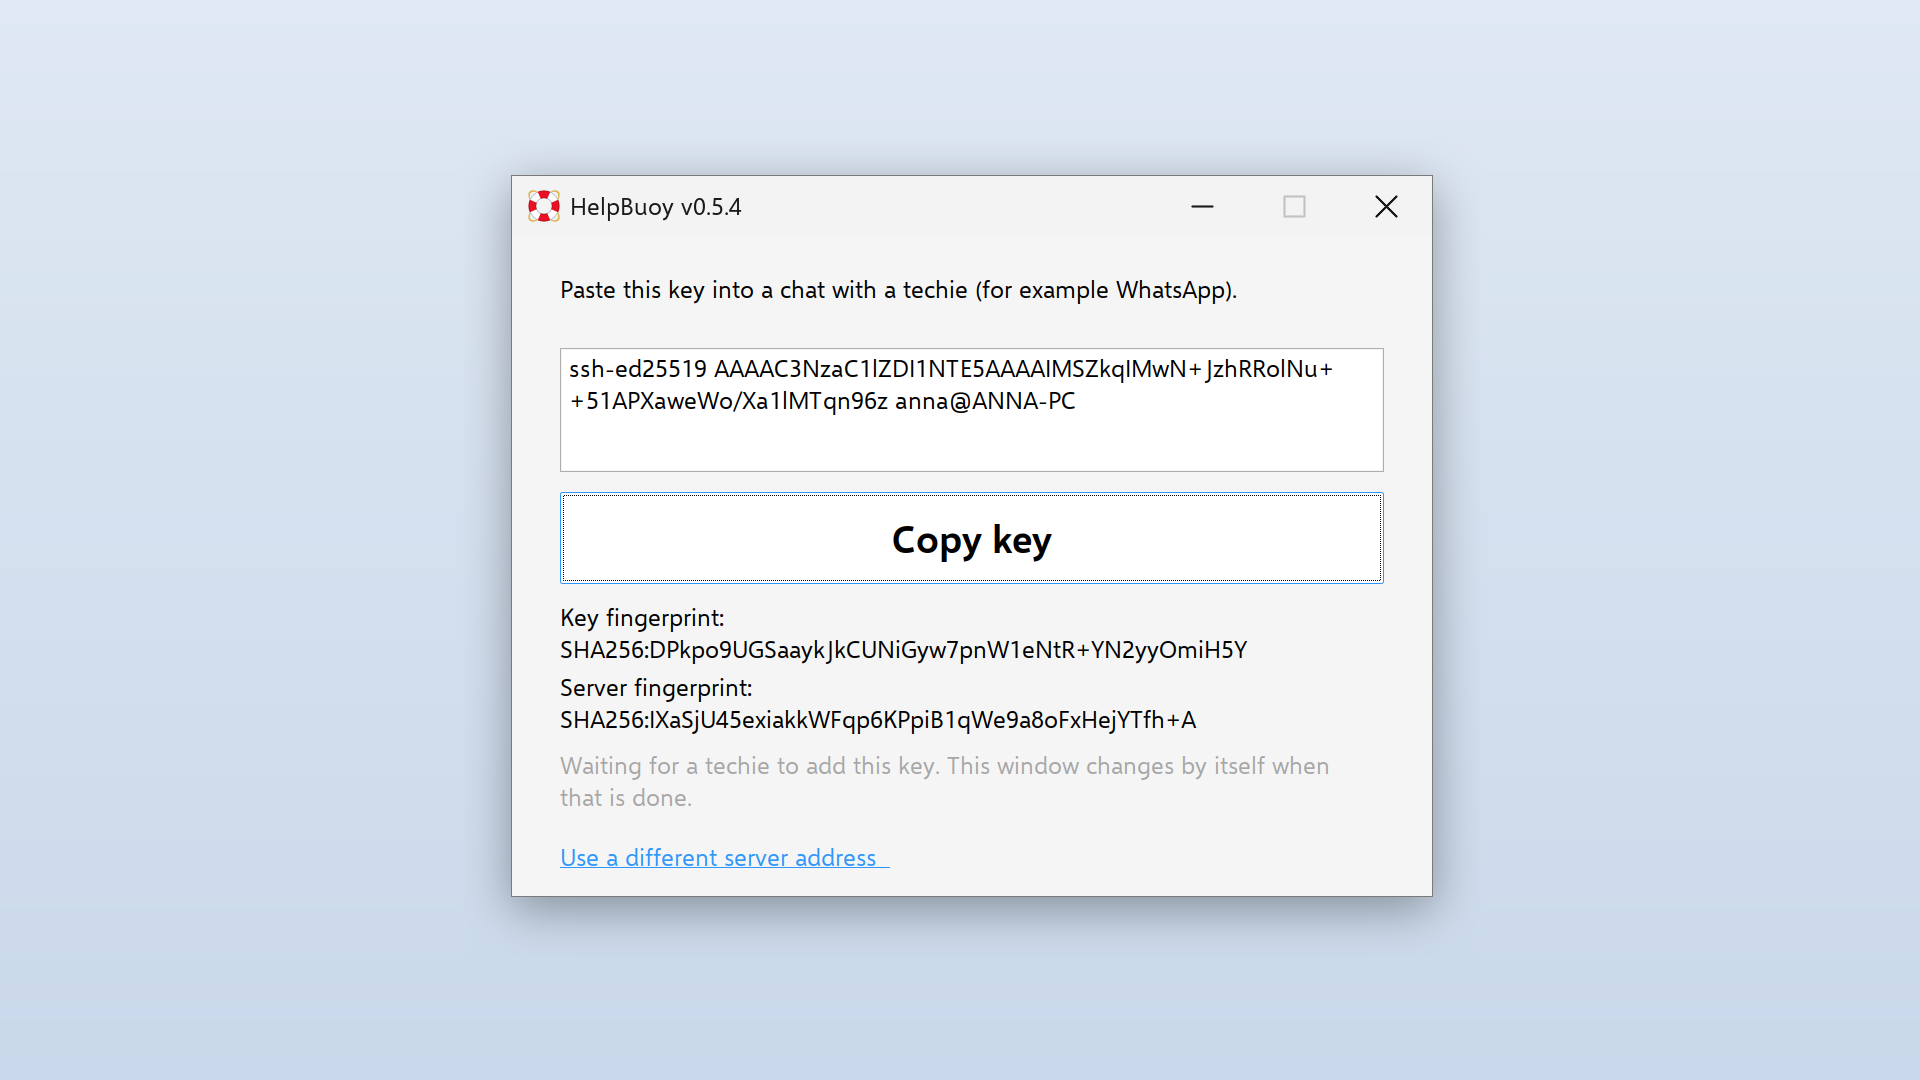 HelpBuoy v0.5.4
Paste this key into a chat with a techie (for example WhatsApp).
ssh-ed25519 AAAAC3NzaC1lZDI1NTE5AAAAIMSZkqIMwN+JzhRRolNu+
+51APXaweWo/Xa1lMTqn96z anna@ANNA-PC
Copy key
Key fingerprint:
SHA256:DPkpo9UGSaaykJkCUNiGyw7pnW1eNtR+YN2yyOmiH5Y
Server fingerprint:
SHA256:IXaSjU45exiakkWFqp6KPpiB1qWe9a8oFxHejYTfh+A
Waiting for a techie to add this key. This window changes by itself when
that is done.
Use a different server address